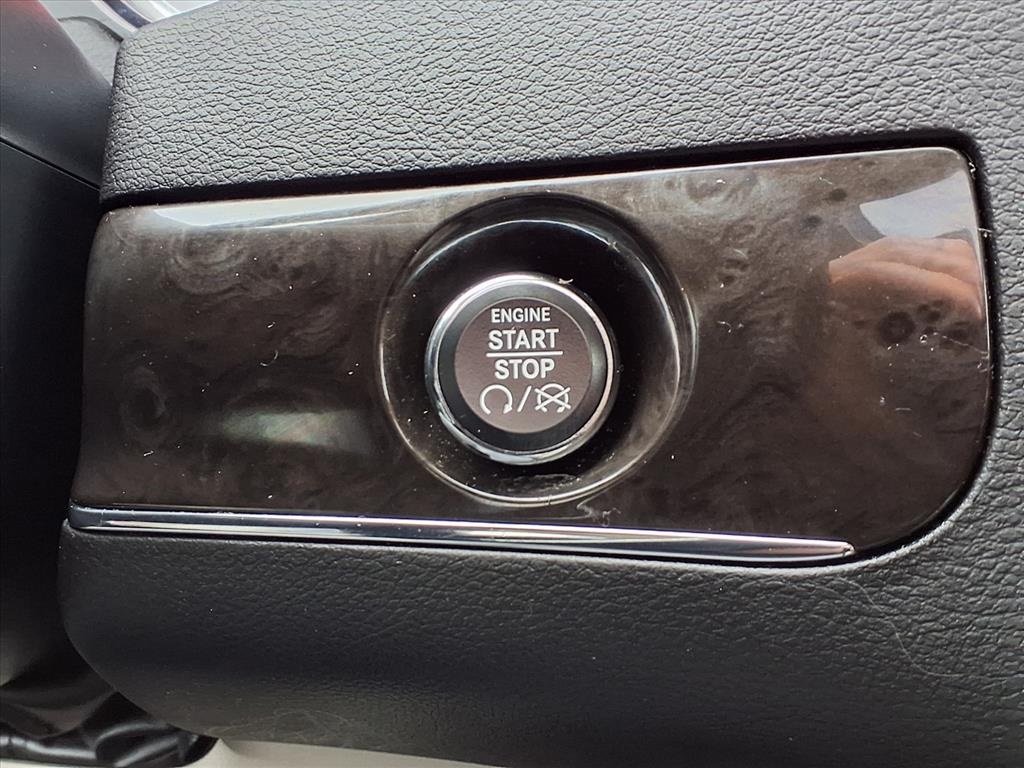 ENGINE
START
STOP
/